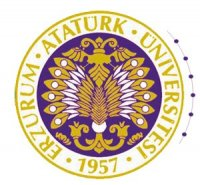 ERZURUM · ATATÜRK · ÜNİVERSİTESİ
· 1957 ·